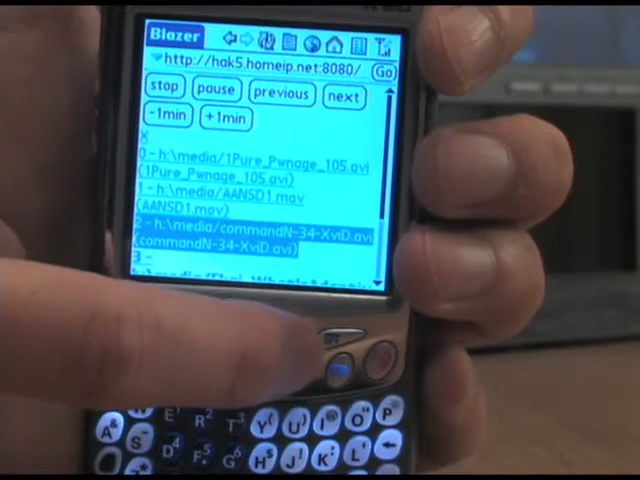 Blazer
http://hak5.homeip.net:8080/ Go
stop pause previous next
-1min +1min
X
0 - h:\media/1Pure_Pwnage_105.avi
(1Pure_Pwnage_105.avi)
1 - h:\media/AANSD1.mov
(AANSD1.mov)
2 - h:\media/commandN-34-XviD.avi
(commandN-34-XviD.avi)
3 -
E R T Y U I O P
A S D F G H J K L